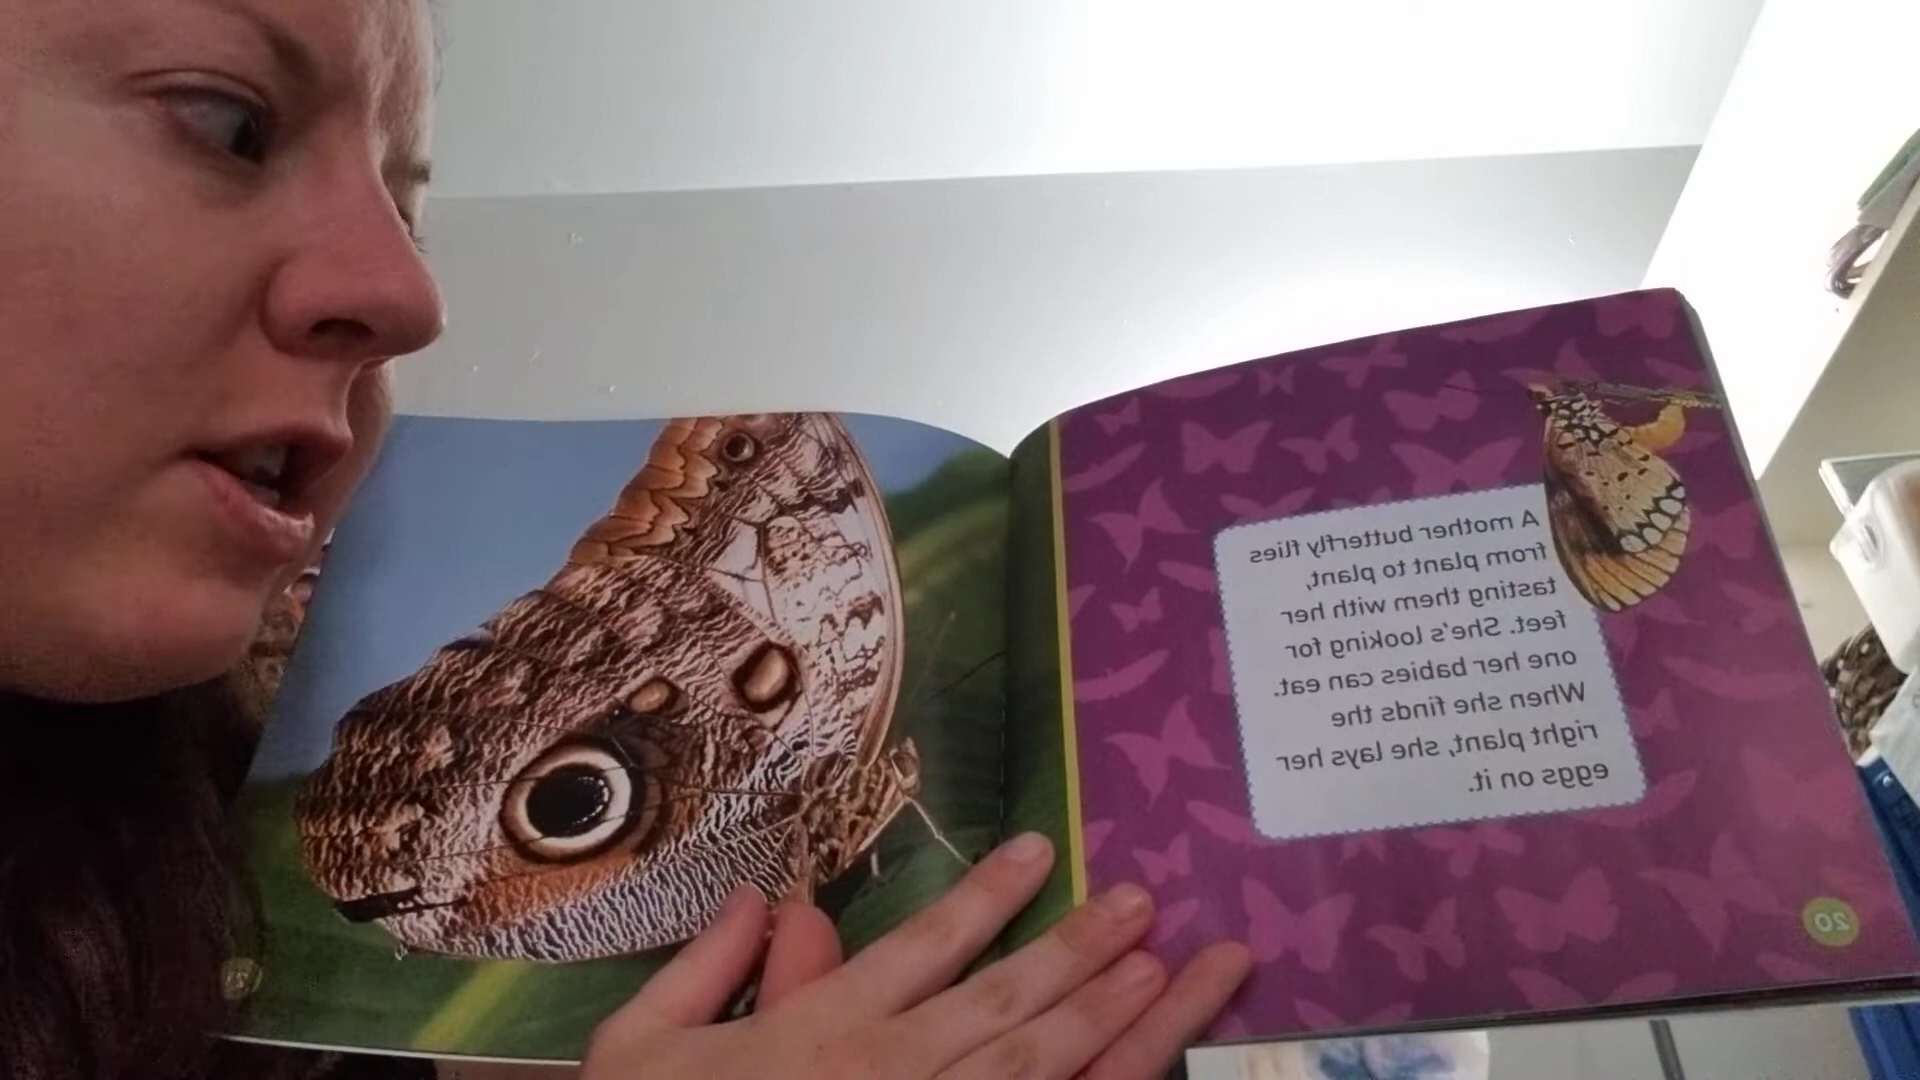 A mother butterfly flies
from plant to plant,
tasting them with her
feet. She's looking for
one her babies can eat.
When she finds the
right plant, she lays her
eggs on it.
20